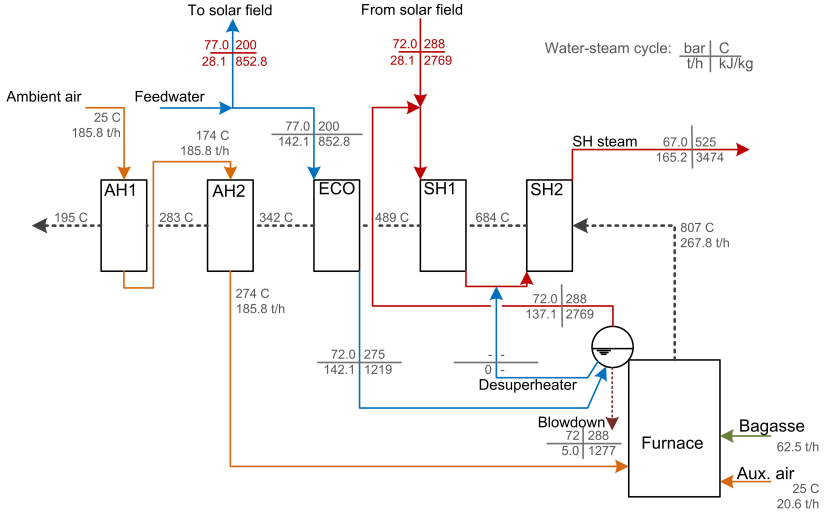 To solar field
From solar field
77.0 200
28.1 852.8
72.0 288
28.1 2769
Water-steam cycle: bar C
t/h kJ/kg
Ambient air
Feedwater
25 C
185.8 t/h
174 C
185.8 t/h
77.0 200
142.1 852.8
SH steam
67.0 525
165.2 3474
AH1
AH2
ECO
SH1
SH2
195 C
283 C
342 C
489 C
684 C
807 C
267.8 t/h
274 C
185.8 t/h
72.0 288
137.1 2769
72.0 275
142.1 1219
- -
0 -
Desuperheater
Blowdown
72 288
5.0 1277
Furnace
Bagasse
62.5 t/h
Aux. air
25 C
20.6 t/h